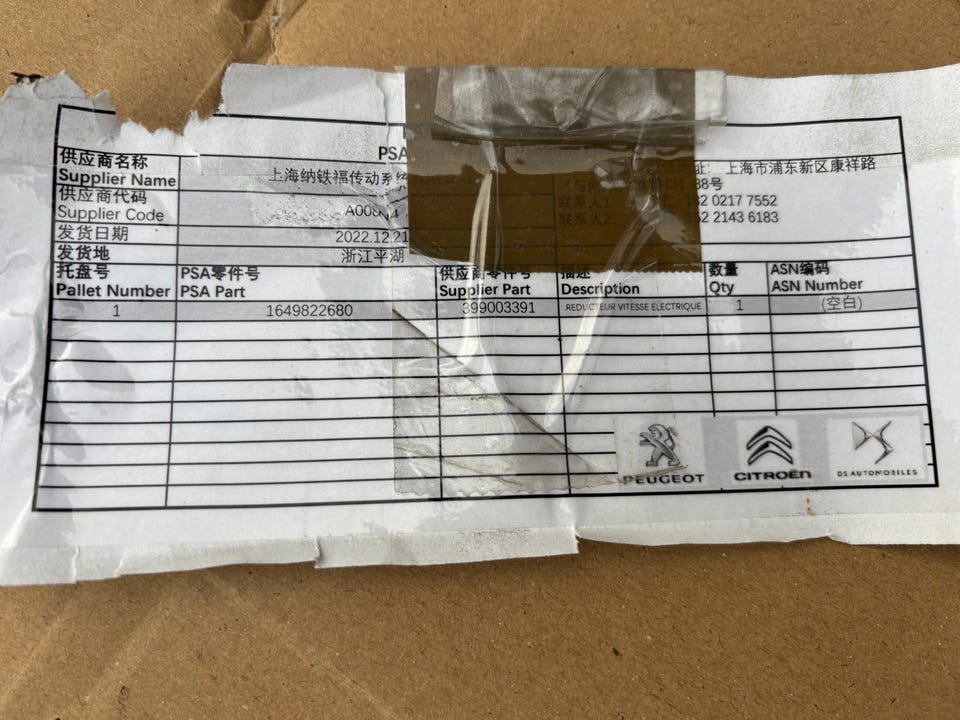 PSA
供应商名称
Supplier Name 上海纳铁福传动系 址: 上海市浦东新区康祥路
88号
供应商代码
Supplier Code
联系人1 182 0217 7552
联系人2 2143 6183
发货日期 2022.12.21
发货地 浙江平湖
托盘号 PSA零件号 供应商零件号 描述 数量 ASN编码
Pallet Number PSA Part Supplier Part Description Qty ASN Number
1 1649822680 399003391 REDUCTEUR VITESSE ELECTRIQUE 1 (空白)
PEUGEOT CITROËN DS AUTOMOBILES